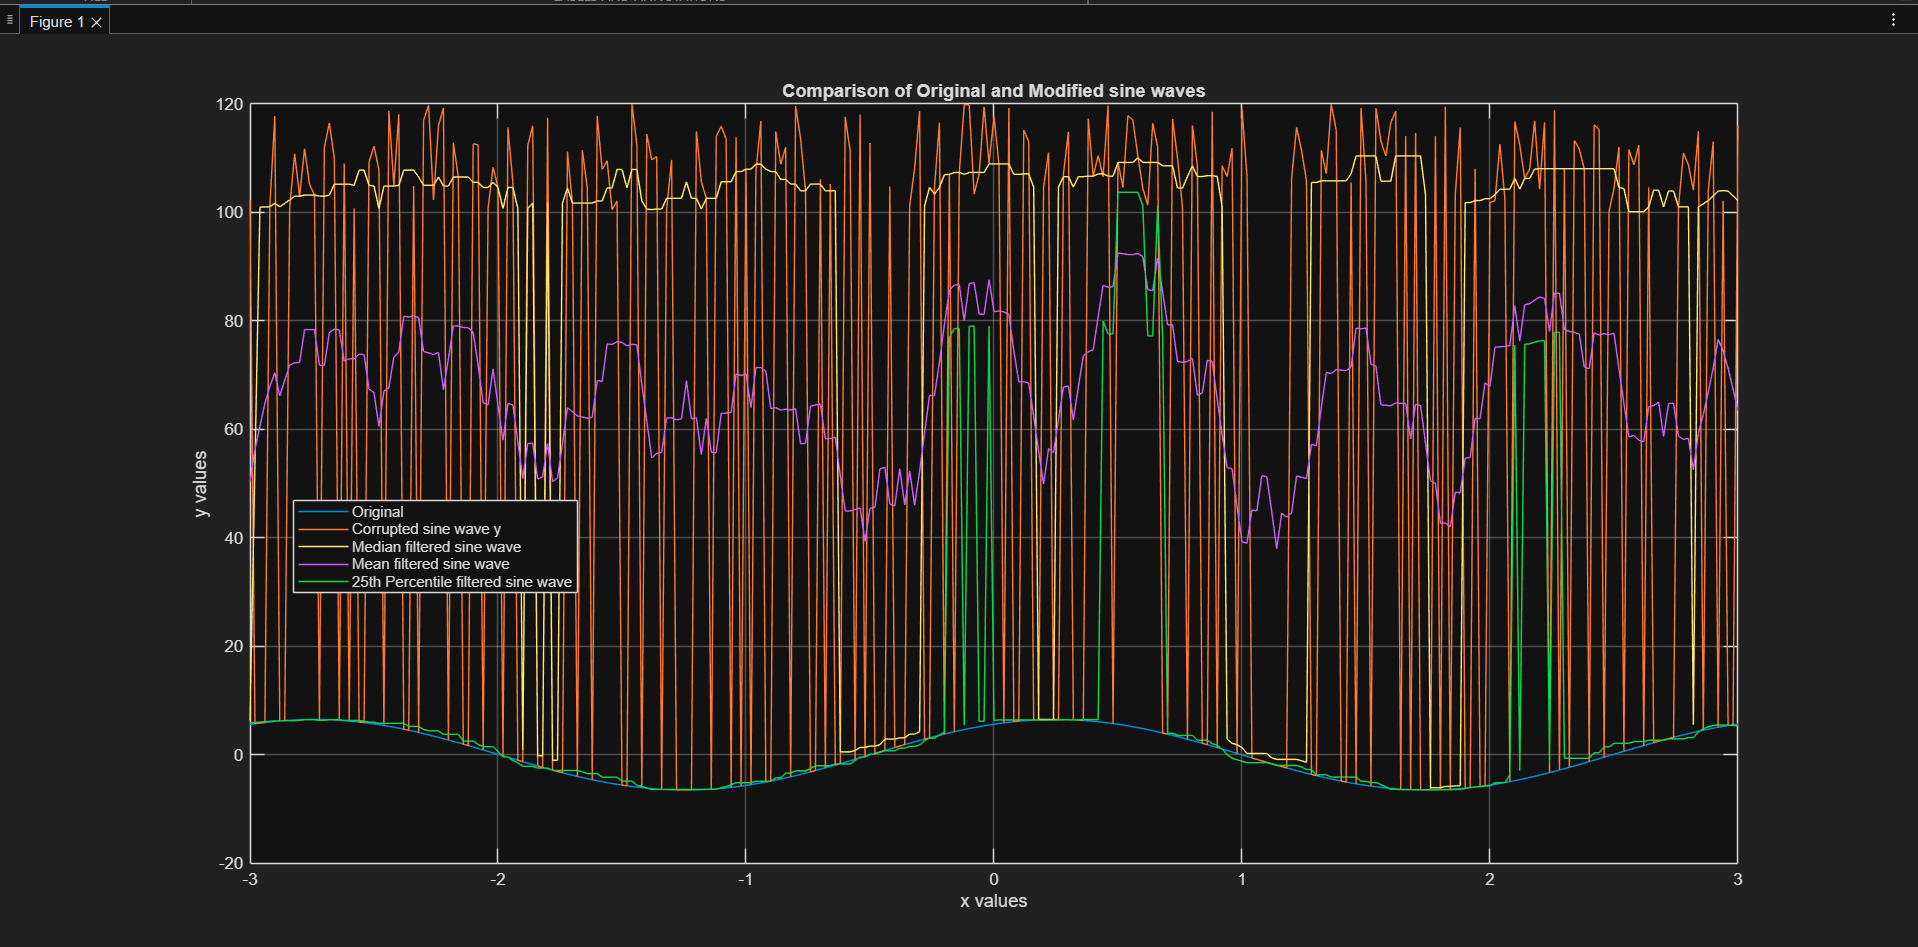 Figure 1
Comparison of Original and Modified sine waves
120
100
80
60
40
20
0
-20
y values
Original
Corrupted sine wave y
Median filtered sine wave
Mean filtered sine wave
25th Percentile filtered sine wave
-3 -2 -1 0 1 2 3
x values